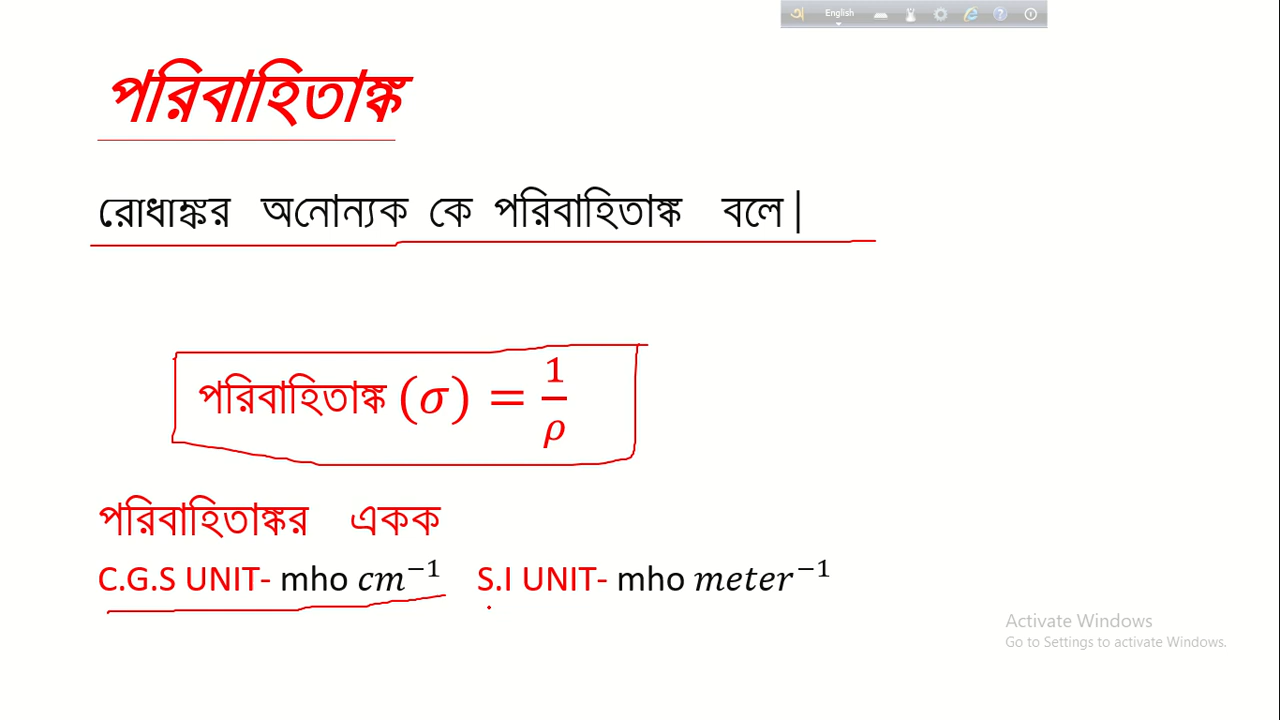 অ English
পরিবাহিতাঙ্ক
রোধাঙ্কর অনোন্যক কে পরিবাহিতাঙ্ক বলে|
পরিবাহিতাঙ্ক (σ) = 1/ρ
পরিবাহিতাঙ্কর একক
C.G.S UNIT- mho cm⁻¹ S.I UNIT- mho meter⁻¹
Activate Windows
Go to Settings to activate Windows.